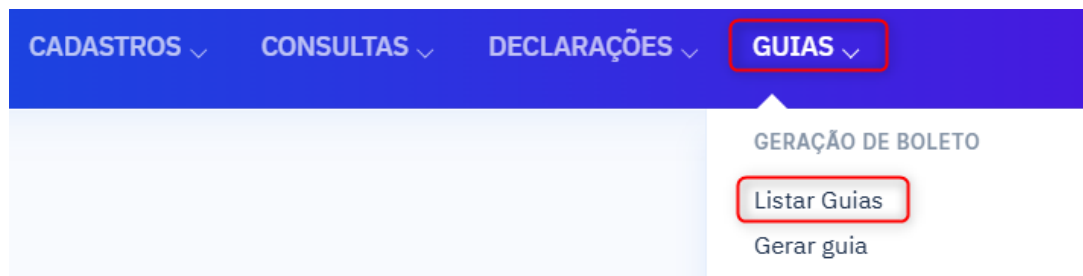 CADASTROS CONSULTAS DECLARAÇÕES GUIAS
GERAÇÃO DE BOLETO
Listar Guias
Gerar guia